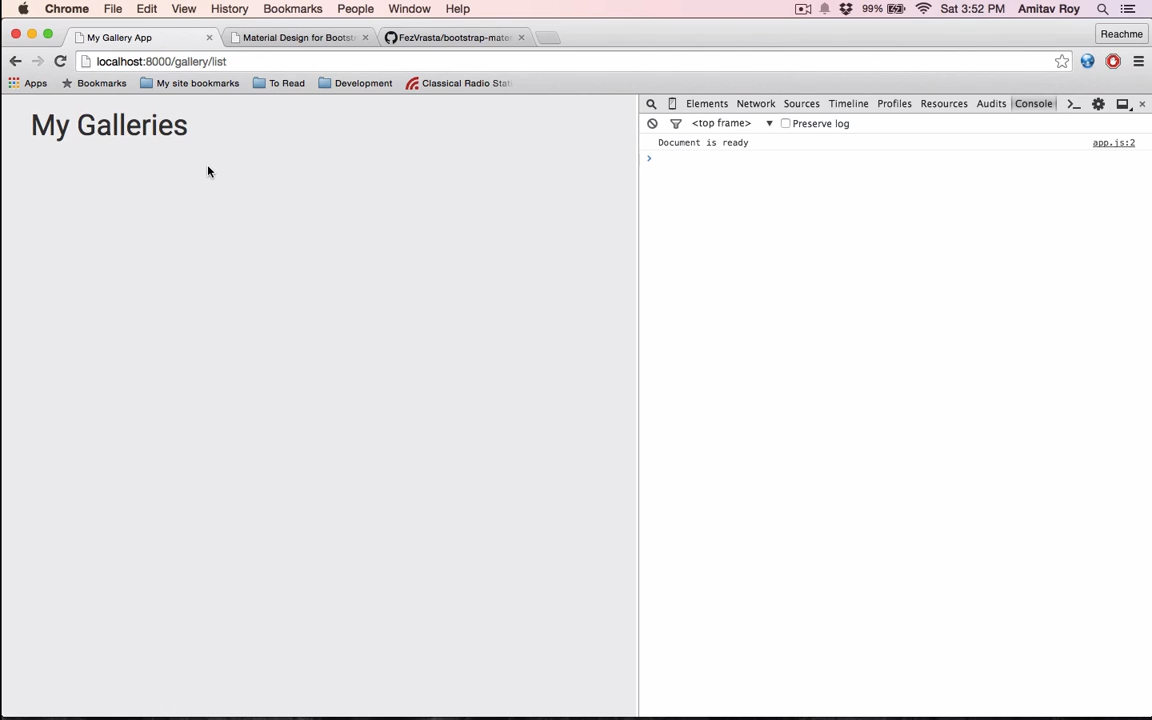 Chrome File Edit View History Bookmarks People Window Help 99% Sat 3:52 PM Amitav Roy
My Gallery App Material Design for Bootst FezVrasta/bootstrap-mate Reachme
localhost:8000/gallery/list
Apps Bookmarks My site bookmarks To Read Development Classical Radio Stat
My Galleries
Elements Network Sources Timeline Profiles Resources Audits Console
<top frame> Preserve log
Document is ready app.js:2